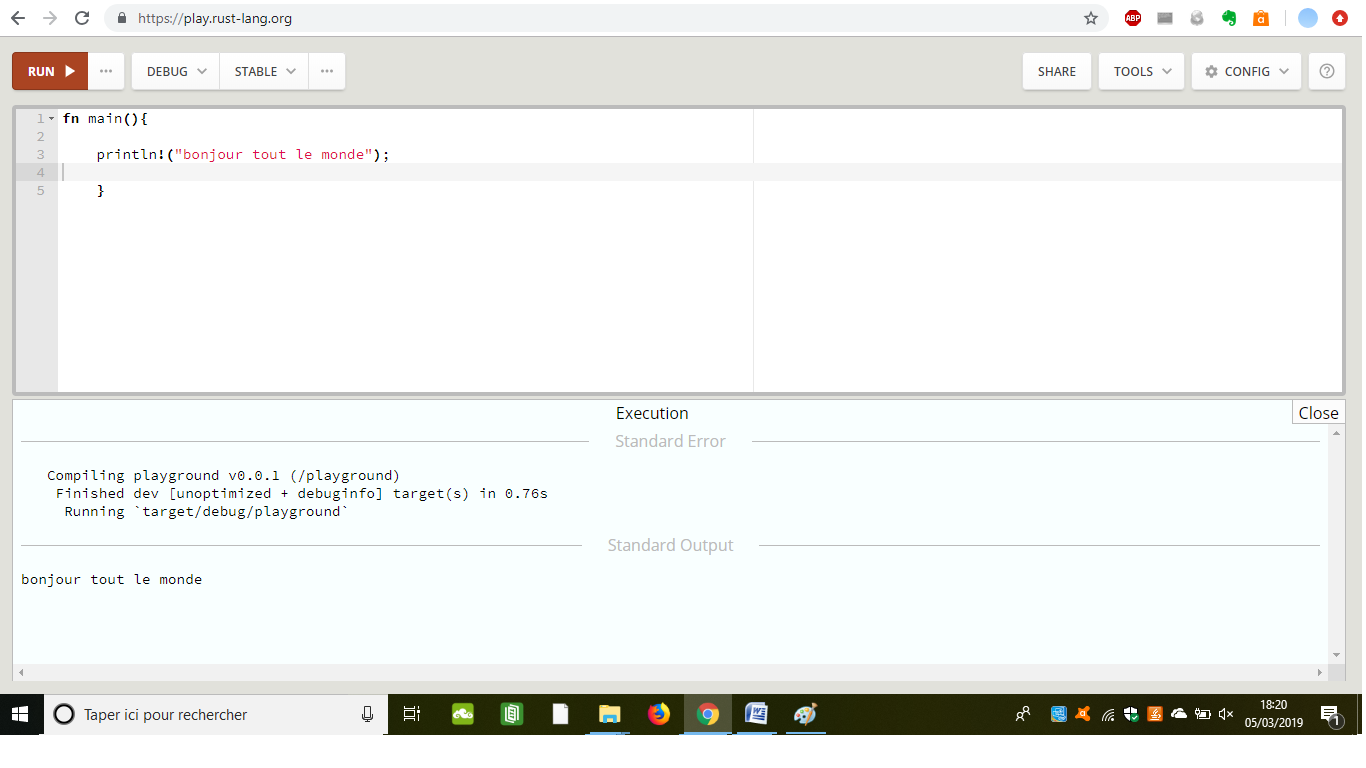 https://play.rust-lang.org
ABP
a
RUN ··· DEBUG STABLE ··· SHARE TOOLS CONFIG ?
1 fn main(){
2
3 println!("bonjour tout le monde");
4
5 }
Execution
Close
Standard Error
Compiling playground v0.0.1 (/playground)
Finished dev [unoptimized + debuginfo] target(s) in 0.76s
Running `target/debug/playground`
Standard Output
bonjour tout le monde
Taper ici pour rechercher
18:20
05/03/2019
1